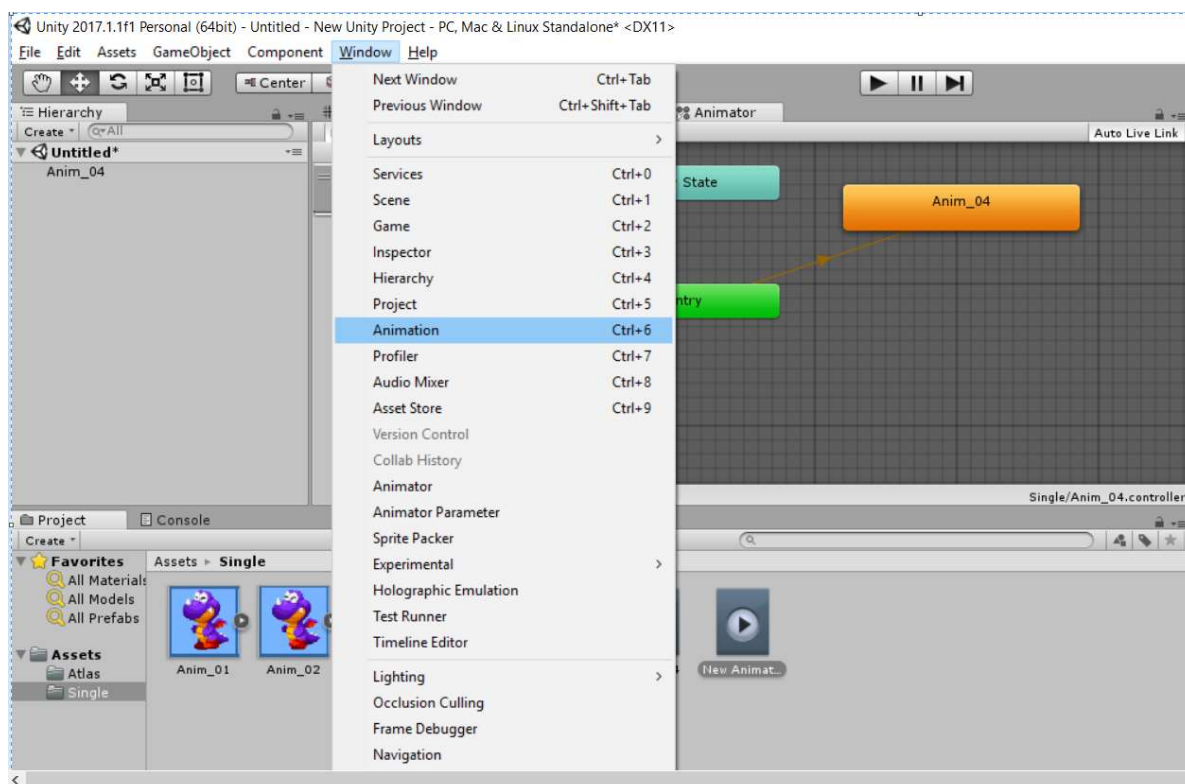 Unity 2017.1.1f1 Personal (64bit) - Untitled - New Unity Project - PC, Mac & Linux Standalone* <DX11>
File Edit Assets GameObject Component Window Help
Center
Hierarchy
Create All
Untitled*
Anim_04
Next Window Ctrl+Tab
Previous Window Ctrl+Shift+Tab
Layouts
Services Ctrl+0
Scene Ctrl+1
Game Ctrl+2
Inspector Ctrl+3
Hierarchy Ctrl+4
Project Ctrl+5
Animation Ctrl+6
Profiler Ctrl+7
Audio Mixer Ctrl+8
Asset Store Ctrl+9
Version Control
Collab History
Animator
Animator Parameter
Sprite Packer
Experimental
Holographic Emulation
Test Runner
Timeline Editor
Lighting
Occlusion Culling
Frame Debugger
Navigation
Animator
Auto Live Link
State
Anim_04
ntry
Single/Anim_04.controller
Project Console
Create
Favorites
All Materials
All Models
All Prefabs
Assets
Atlas
Single
Assets Single
Anim_01 Anim_02
New Animat...